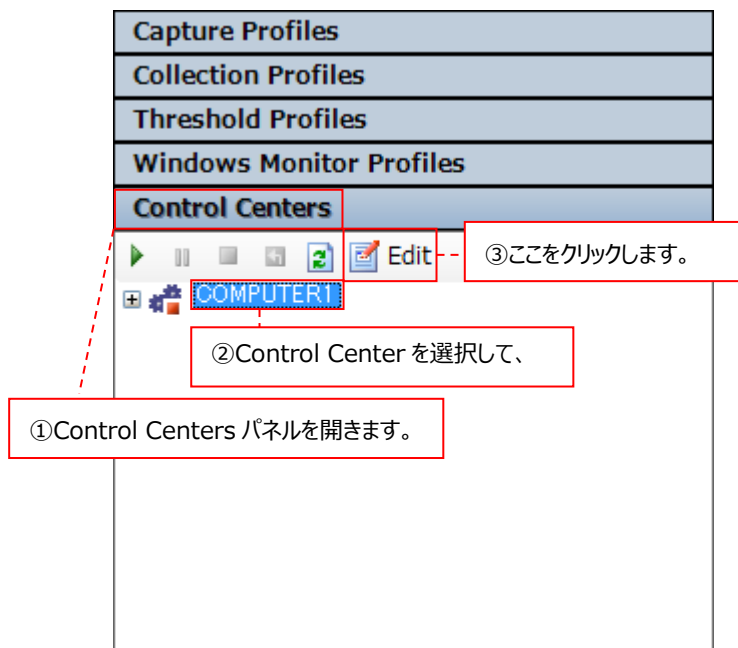 Capture Profiles
Collection Profiles
Threshold Profiles
Windows Monitor Profiles
Control Centers
Edit
③ここをクリックします。
COMPUTER1
②Control Center を選択して、
①Control Centers パネルを開きます。